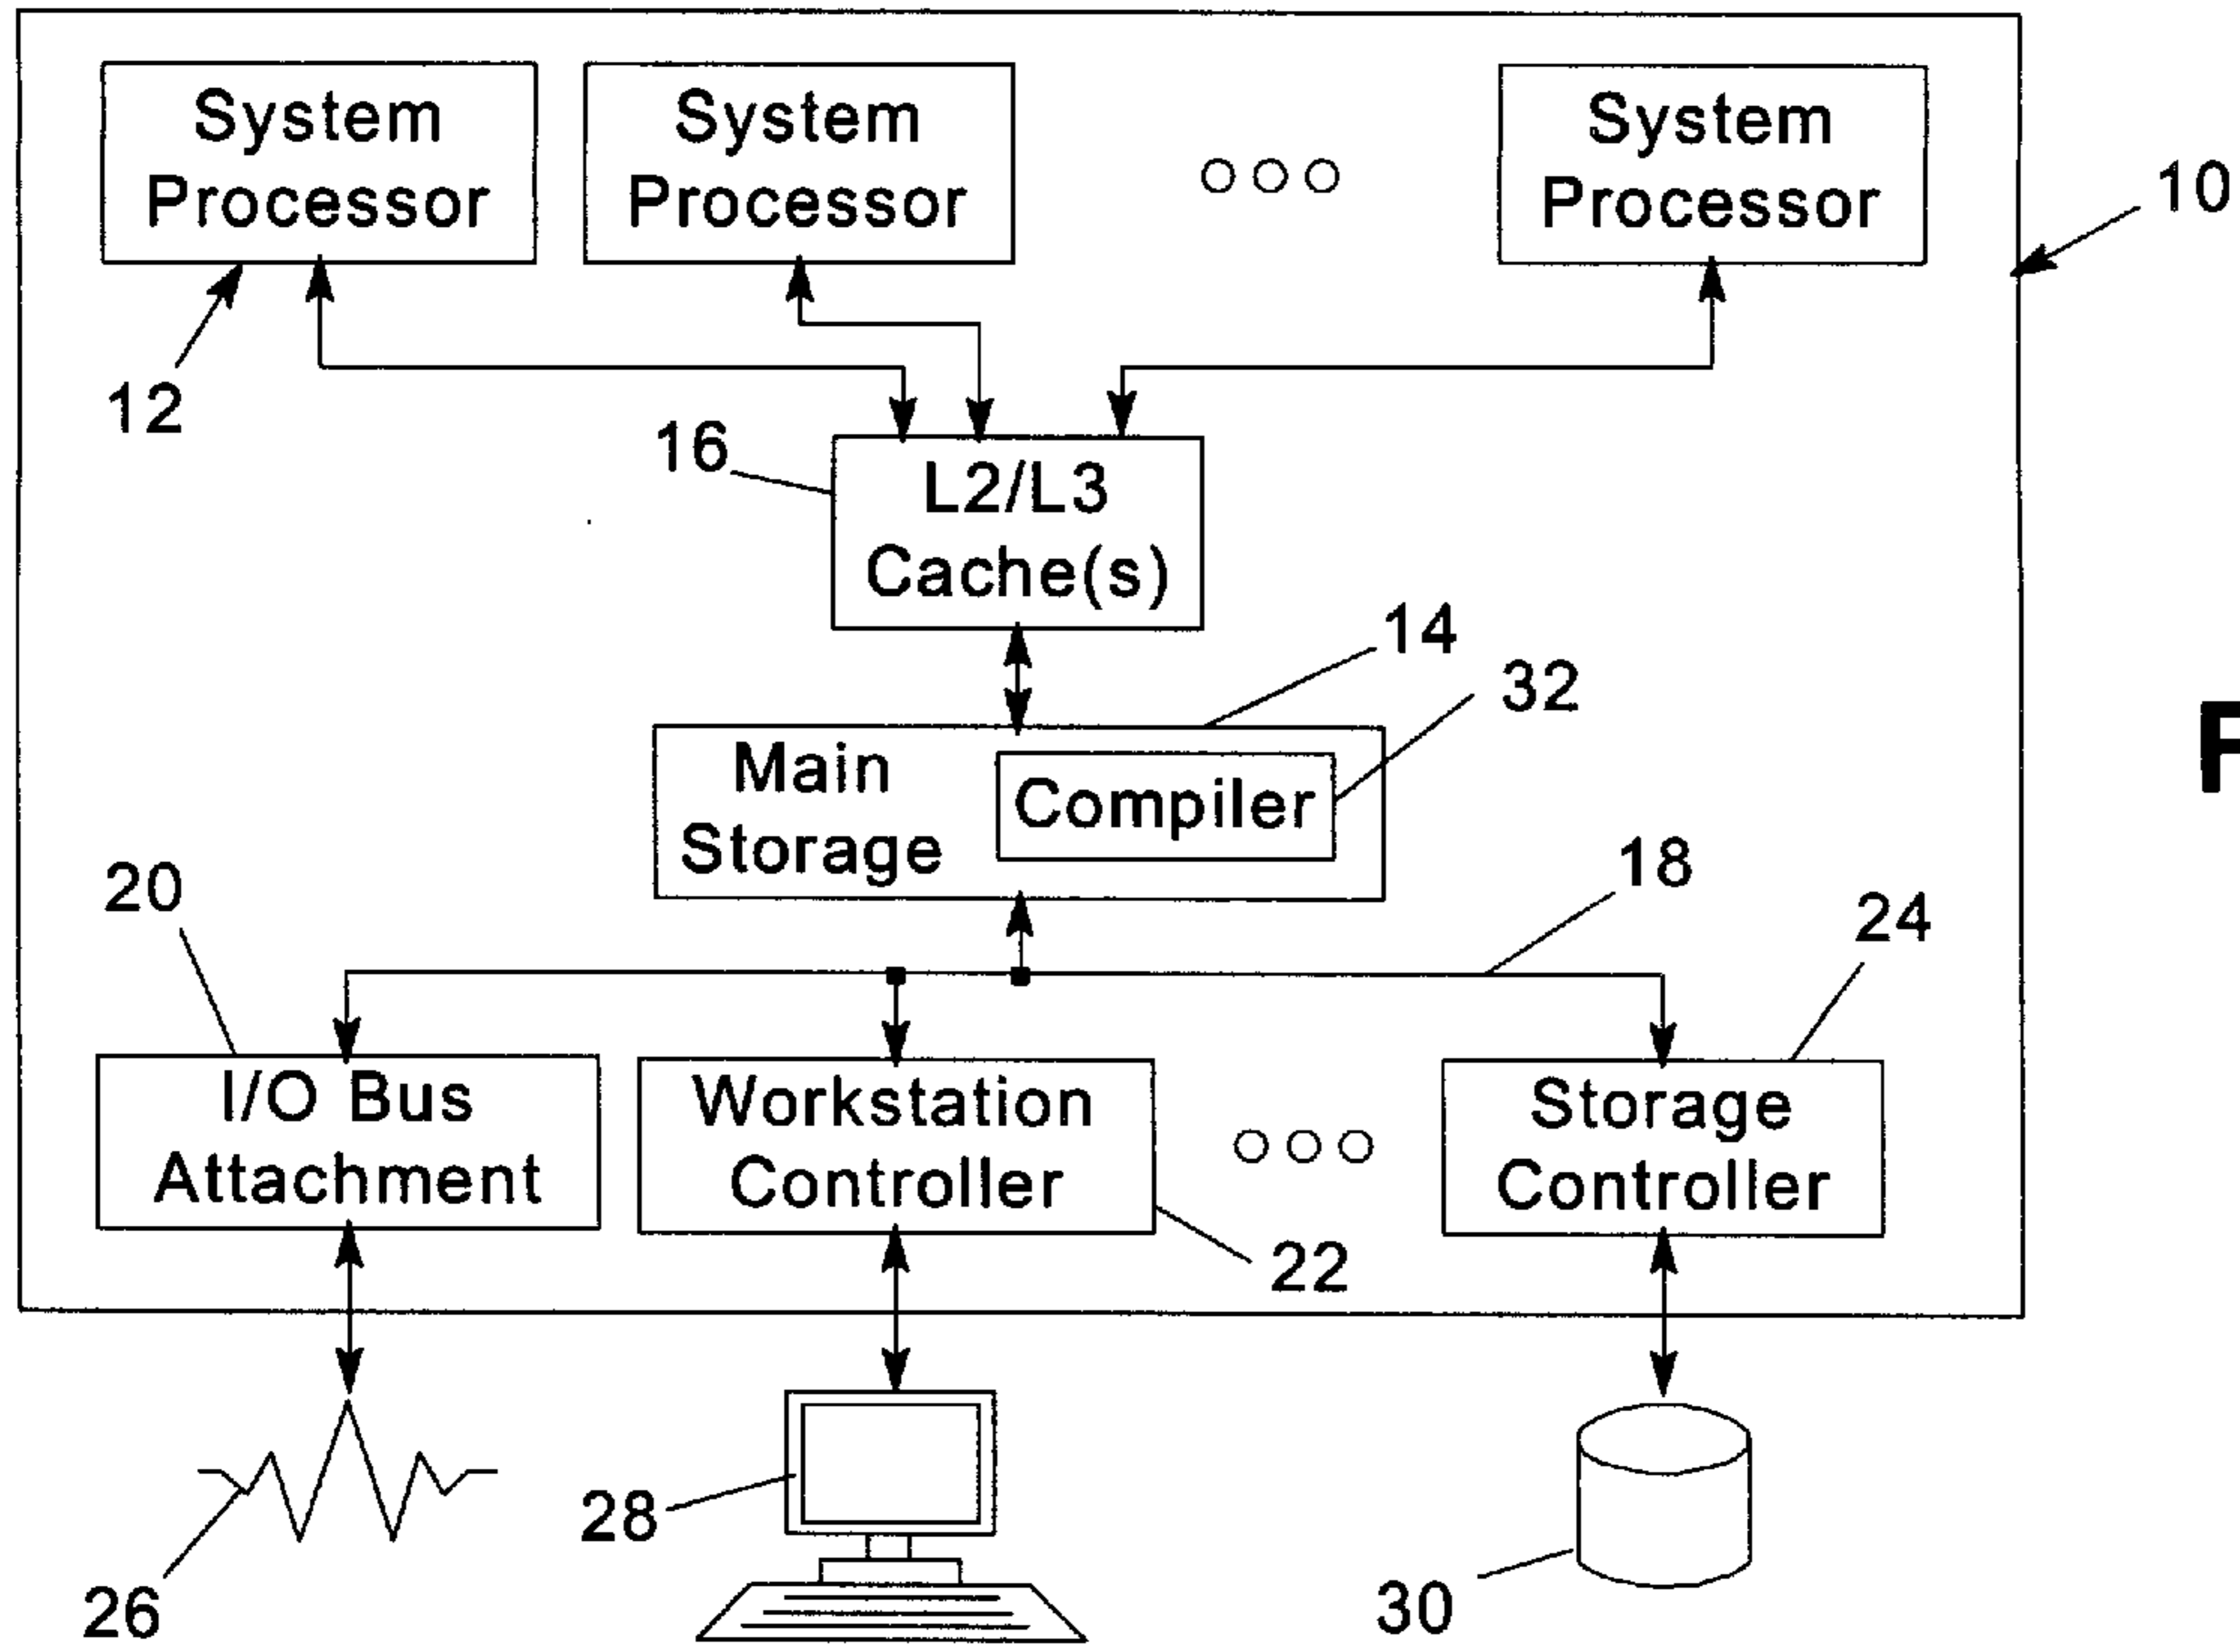 System
Processor
System
Processor
System
Processor
10
12
16
L2/L3
Cache(s)
14
32
Main
Storage
Compiler
18
20
24
I/O Bus
Attachment
Workstation
Controller
Storage
Controller
22
28
26
30